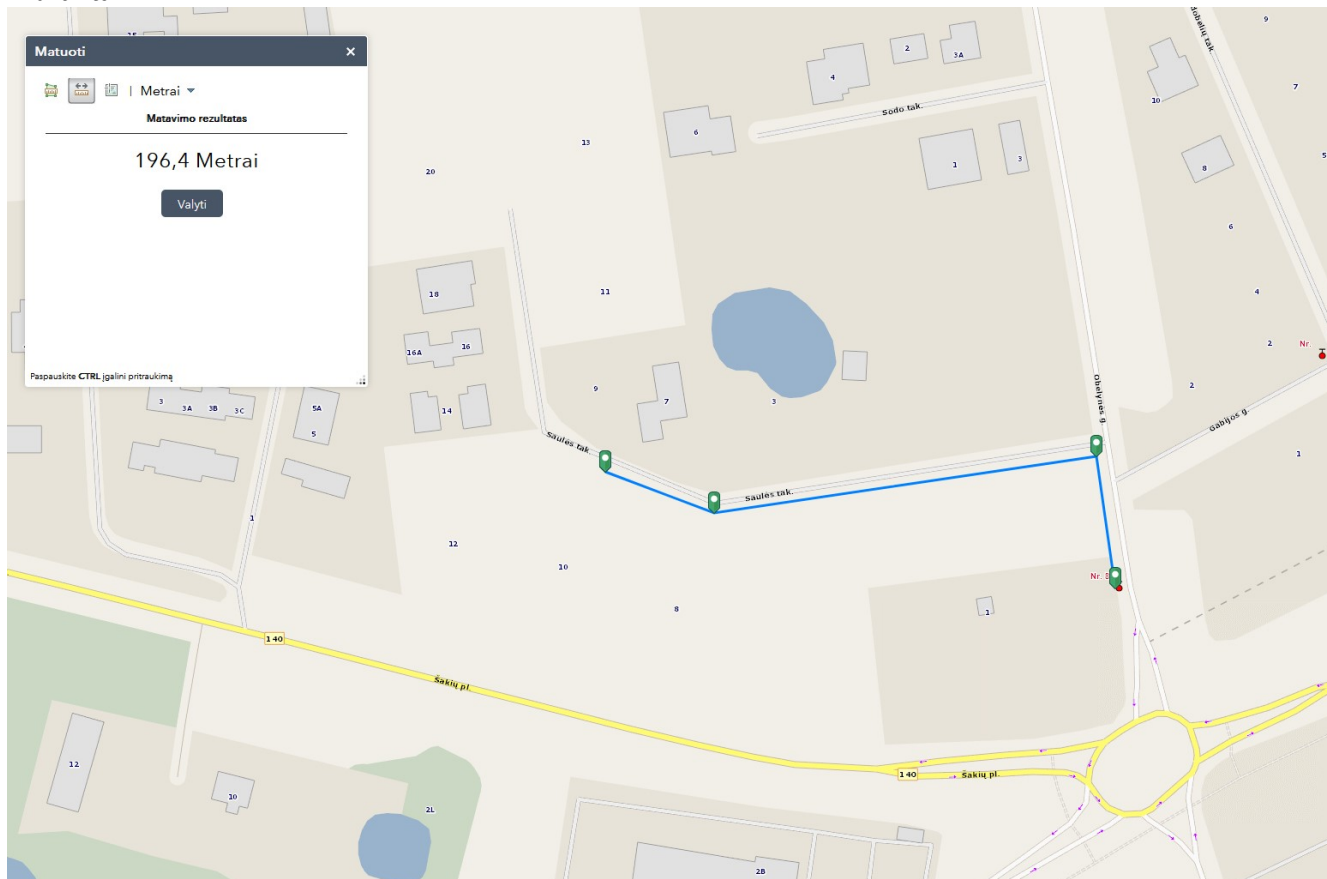 Matuoti
Metrai
Matavimo rezultatas
196,4 Metrai
Valyti
Paspauskite CTRL įgalini pritraukimą
9
2
3A
4
10
7
Sodo tak.
6
13
1
3
5
8
20
6
18
11
4
16A
16
2
Nr
Obelynės g.
2
9
7
3
3
3A
3B
3C
5A
5
14
Gabijos g.
Saulės tak.
1
Saulės tak.
1
12
10
Nr.
8
1
140
Šakių pl.
12
140
Šakių pl.
10
2L
2B